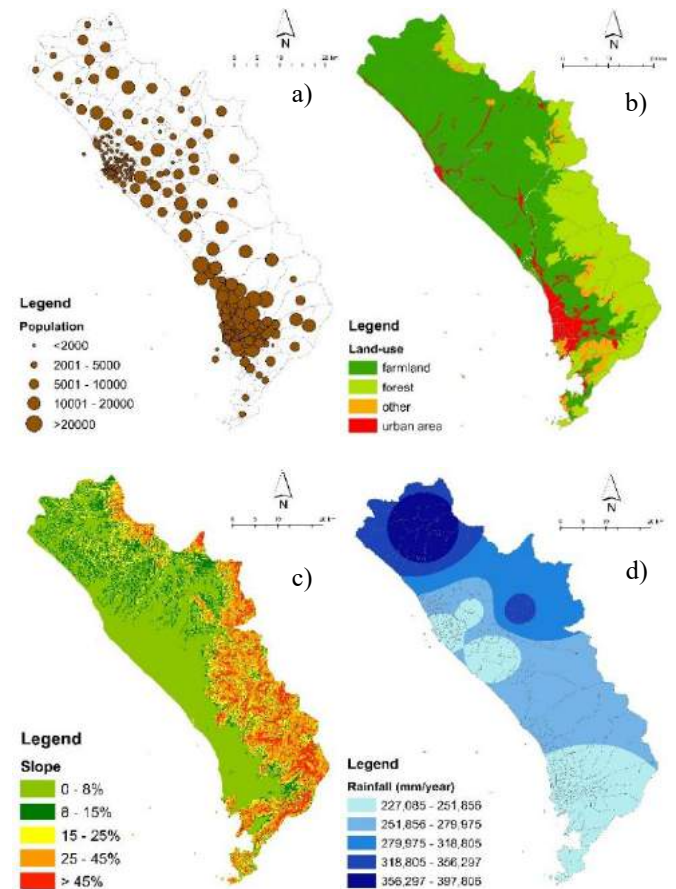 N
a)
Legend
Population
<2000
2001 - 5000
5001 - 10000
10001 - 20000
>20000
N
b)
Legend
Land-use
farmland
forest
other
urban area
N
c)
Legend
Slope
0 - 8%
8 - 15%
15 - 25%
25 - 45%
> 45%
N
d)
Legend
Rainfall (mm/year)
227,085 - 251,856
251,856 - 279,975
279,975 - 318,805
318,805 - 356,297
356,297 - 397,806